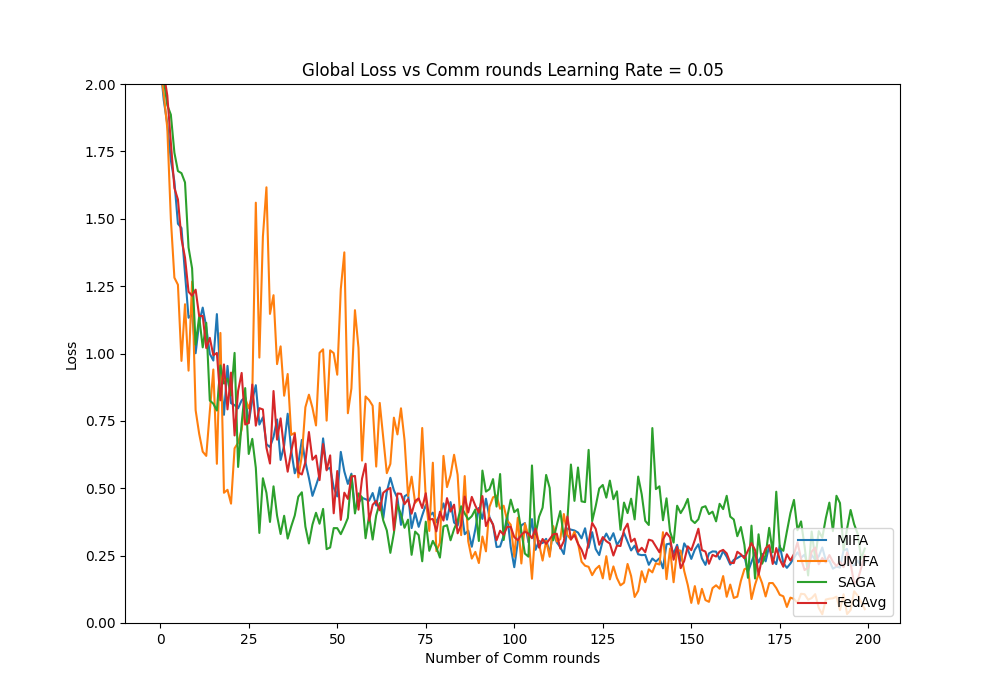 Global Loss vs Comm rounds Learning Rate = 0.05
2.00
1.75
1.50
1.25
1.00
0.75
0.50
0.25
0.00
Loss
0 25 50 75 100 125 150 175 200
Number of Comm rounds
MIFA
UMIFA
SAGA
FedAvg